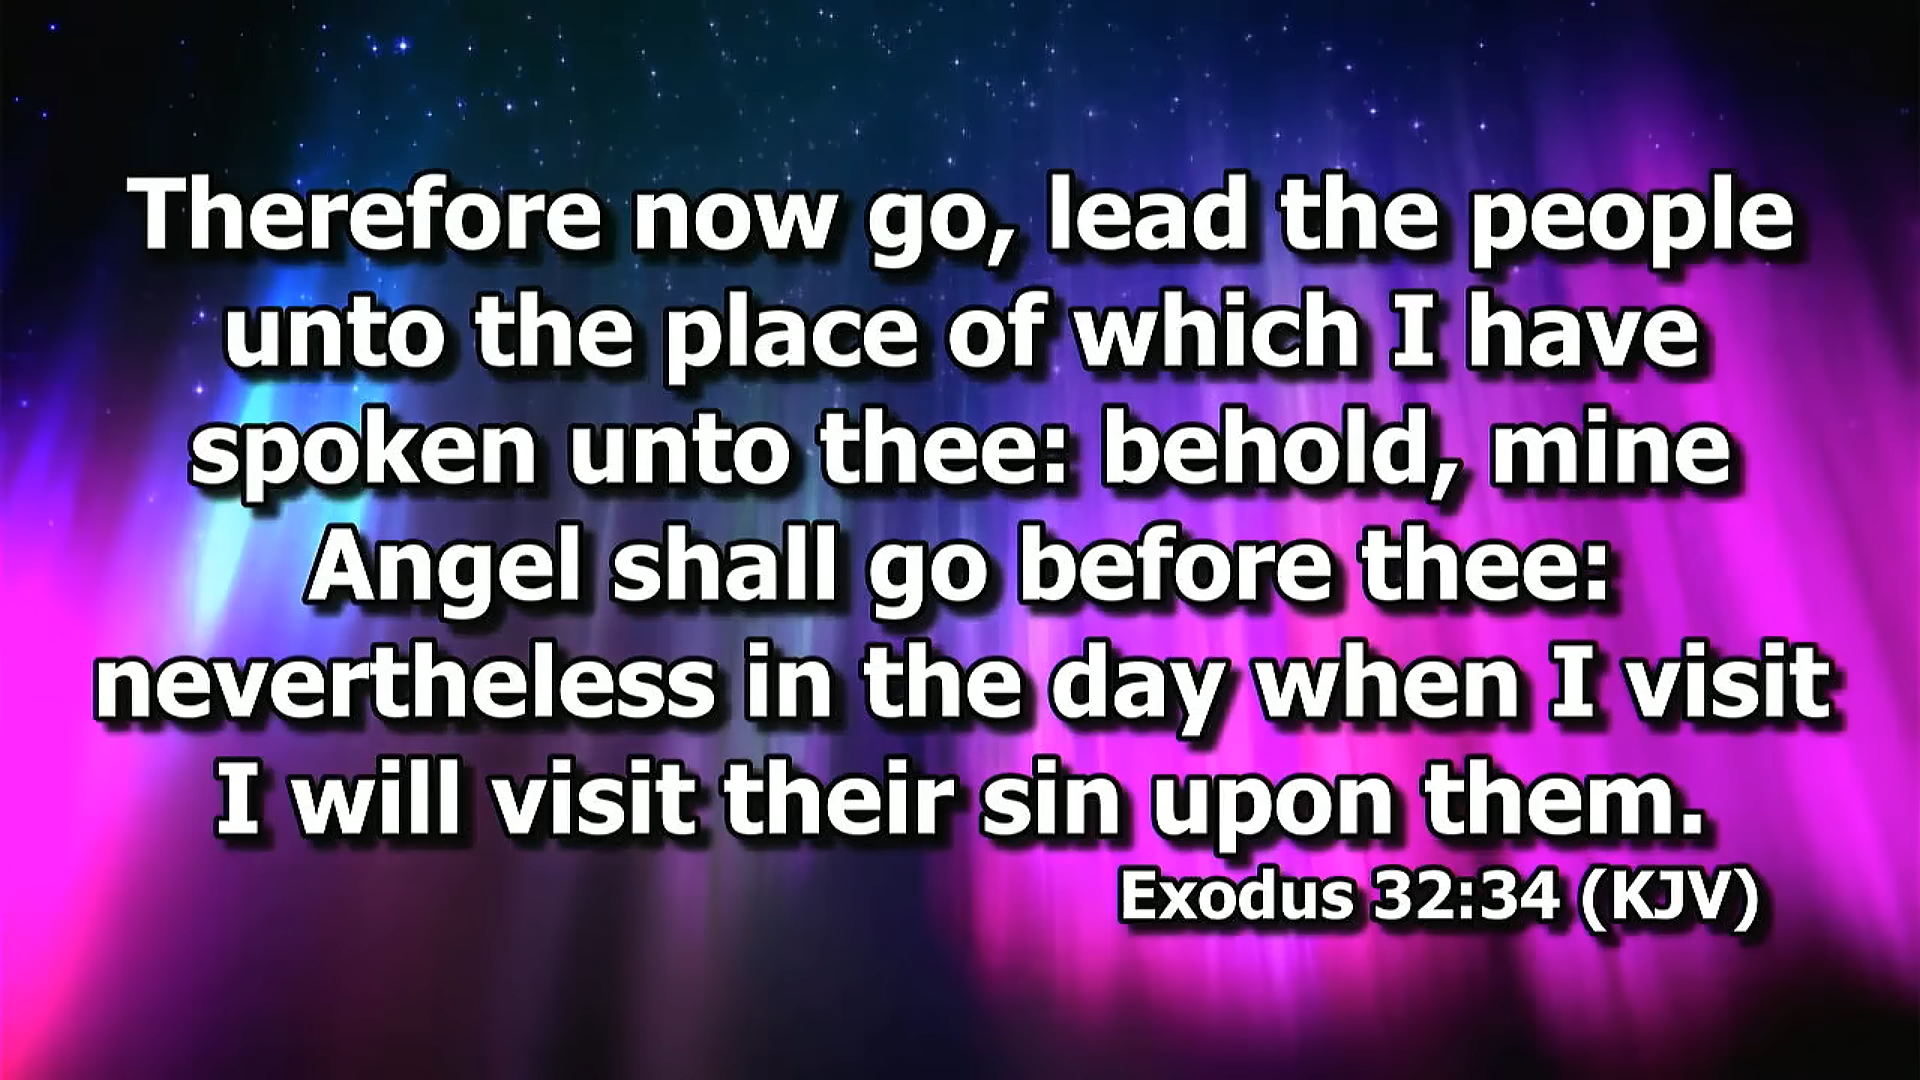 Therefore now go, lead the people
unto the place of which I have
spoken unto thee: behold, mine
Angel shall go before thee:
nevertheless in the day when I visit
I will visit their sin upon them.
Exodus 32:34 (KJV)